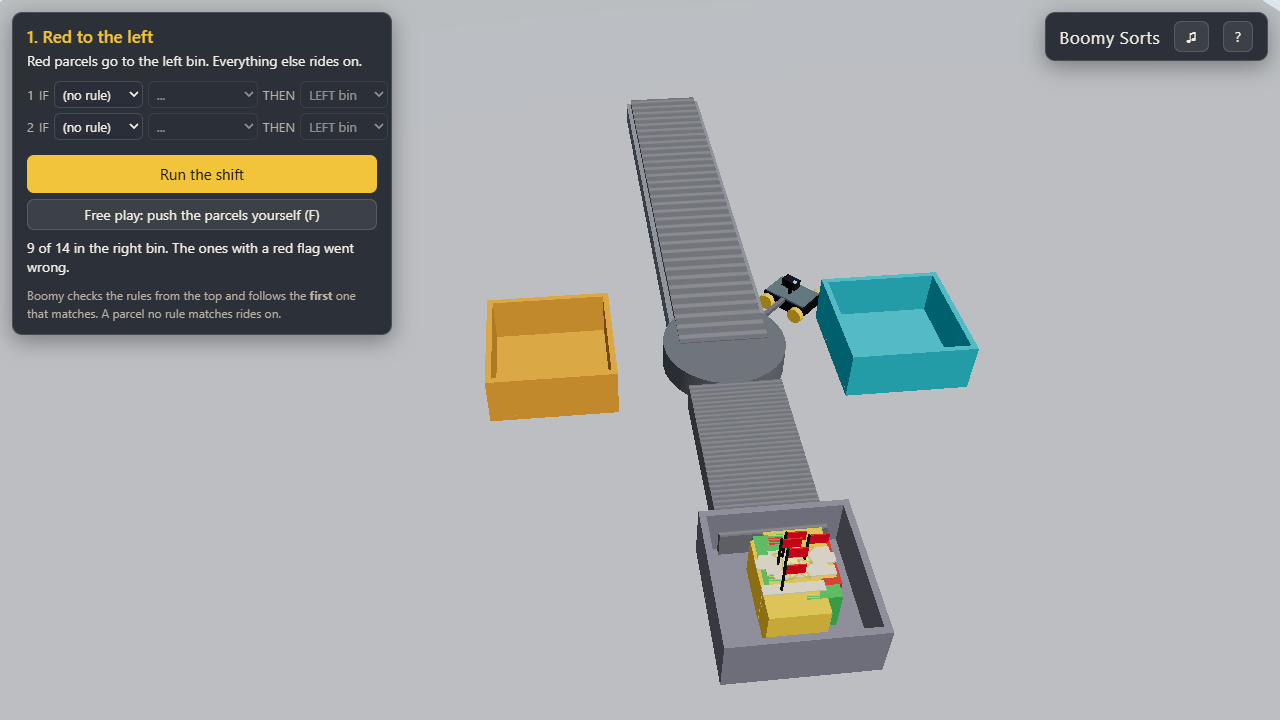 1. Red to the left
Red parcels go to the left bin. Everything else rides on.
1 IF (no rule) ... THEN LEFT bin
2 IF (no rule) ... THEN LEFT bin
Run the shift
Free play: push the parcels yourself (F)
9 of 14 in the right bin. The ones with a red flag went
wrong.
Boomy checks the rules from the top and follows the first one
that matches. A parcel no rule matches rides on.
Boomy Sorts ♫ ?